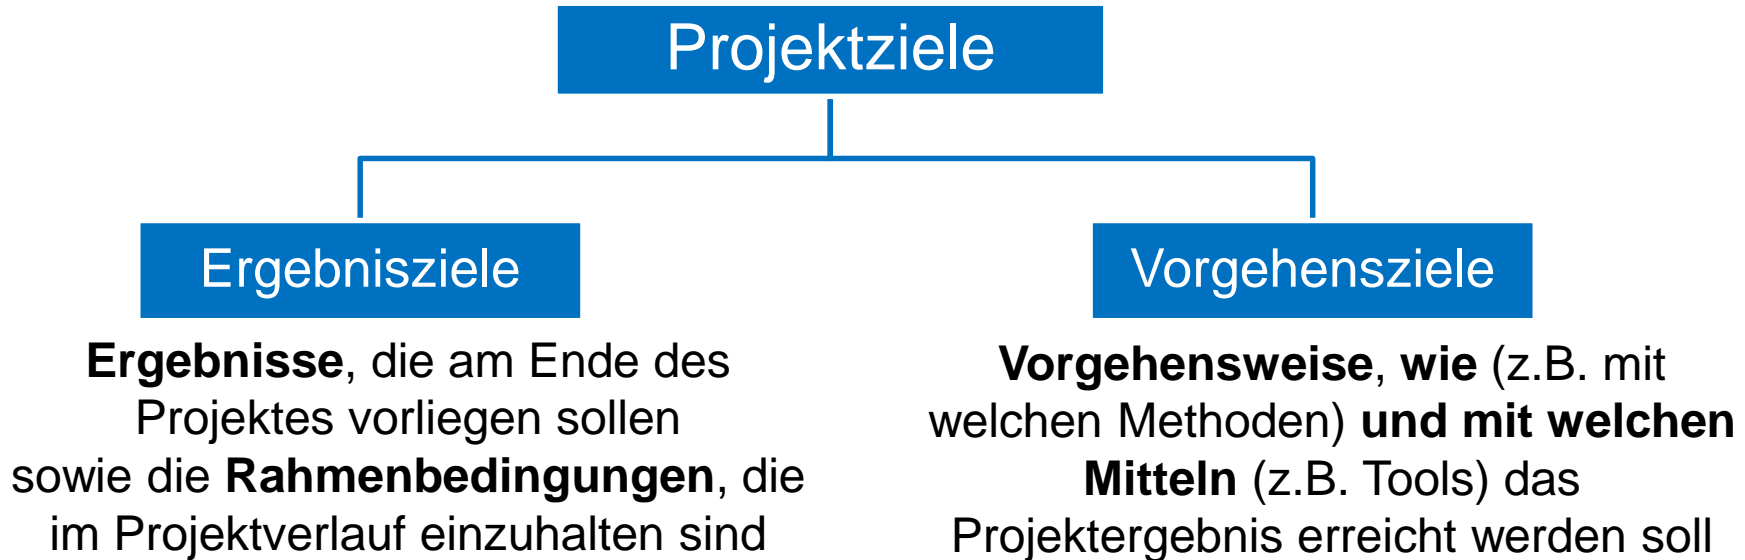 Projektziele
Ergebnisziele
Vorgehensziele
Ergebnisse, die am Ende des
Projektes vorliegen sollen
sowie die Rahmenbedingungen, die
im Projektverlauf einzuhalten sind
Vorgehensweise, wie (z.B. mit
welchen Methoden) und mit welchen
Mitteln (z.B. Tools) das
Projektergebnis erreicht werden soll